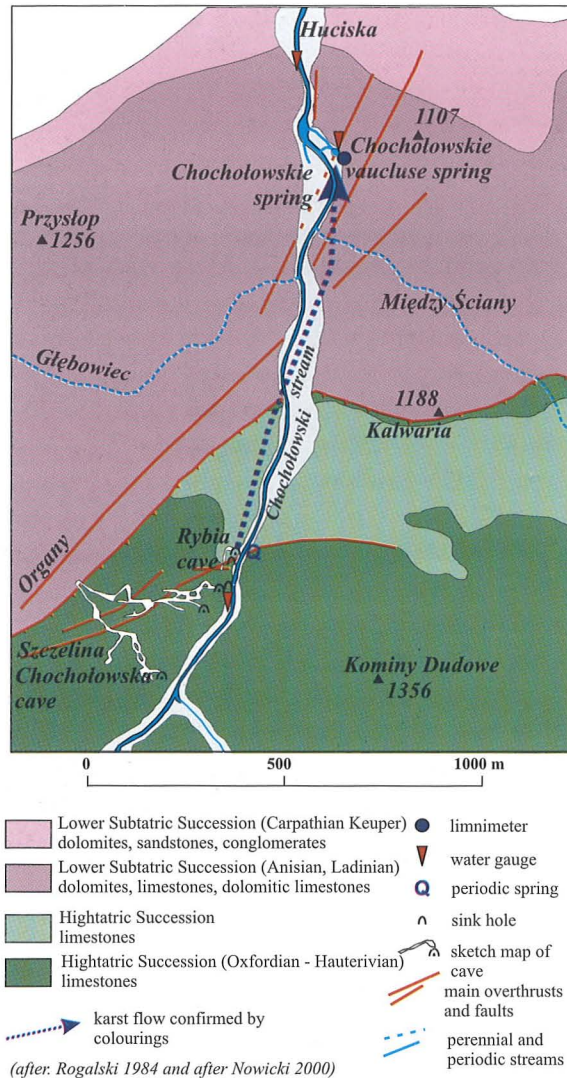 Huciska
1107
Chochołowskie
vaucluse spring
Chochołowskie
spring
Przysłop
1256
Między Ściany
Głębowiec
stream
Chochołowski
1188
Kalwaria
Rybia
cave
Q
Organy
Szczelina
Chochołowska
cave
Kominy Dudowe
1356
0 500 1000 m
Lower Subtatric Succession (Carpathian Keuper)
dolomites, sandstones, conglomerates
Lower Subtatric Succession (Anisian, Ladinian)
dolomites, limestones, dolomitic limestones
Hightatric Succession
limestones
Hightatric Succession (Oxfordian - Hauterivian)
limestones
karst flow confirmed by
colourings
(after. Rogalski 1984 and after Nowicki 2000)
limnimeter
water gauge
Q periodic spring
sink hole
sketch map of
cave
main overthrusts
and faults
perennial and
periodic streams